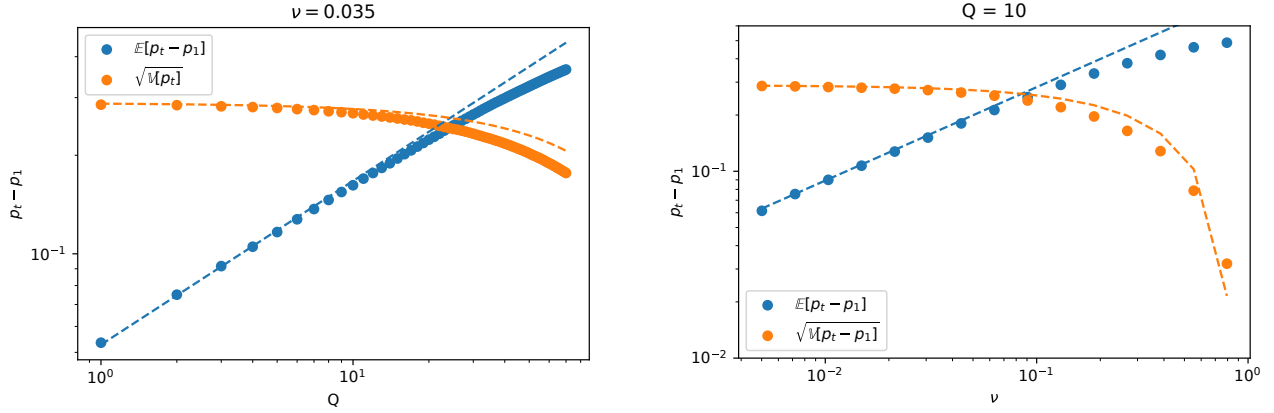 ν = 0.035
𝔼[p_t − p_1]
√𝕍[p_t]
p_t − p_1
10^{-1}
10^0
10^1
Q
Q = 10
p_t − p_1
10^{-1}
10^{-2}
𝔼[p_t − p_1]
√𝕍[p_t − p_1]
10^{-2}
10^{-1}
10^0
ν